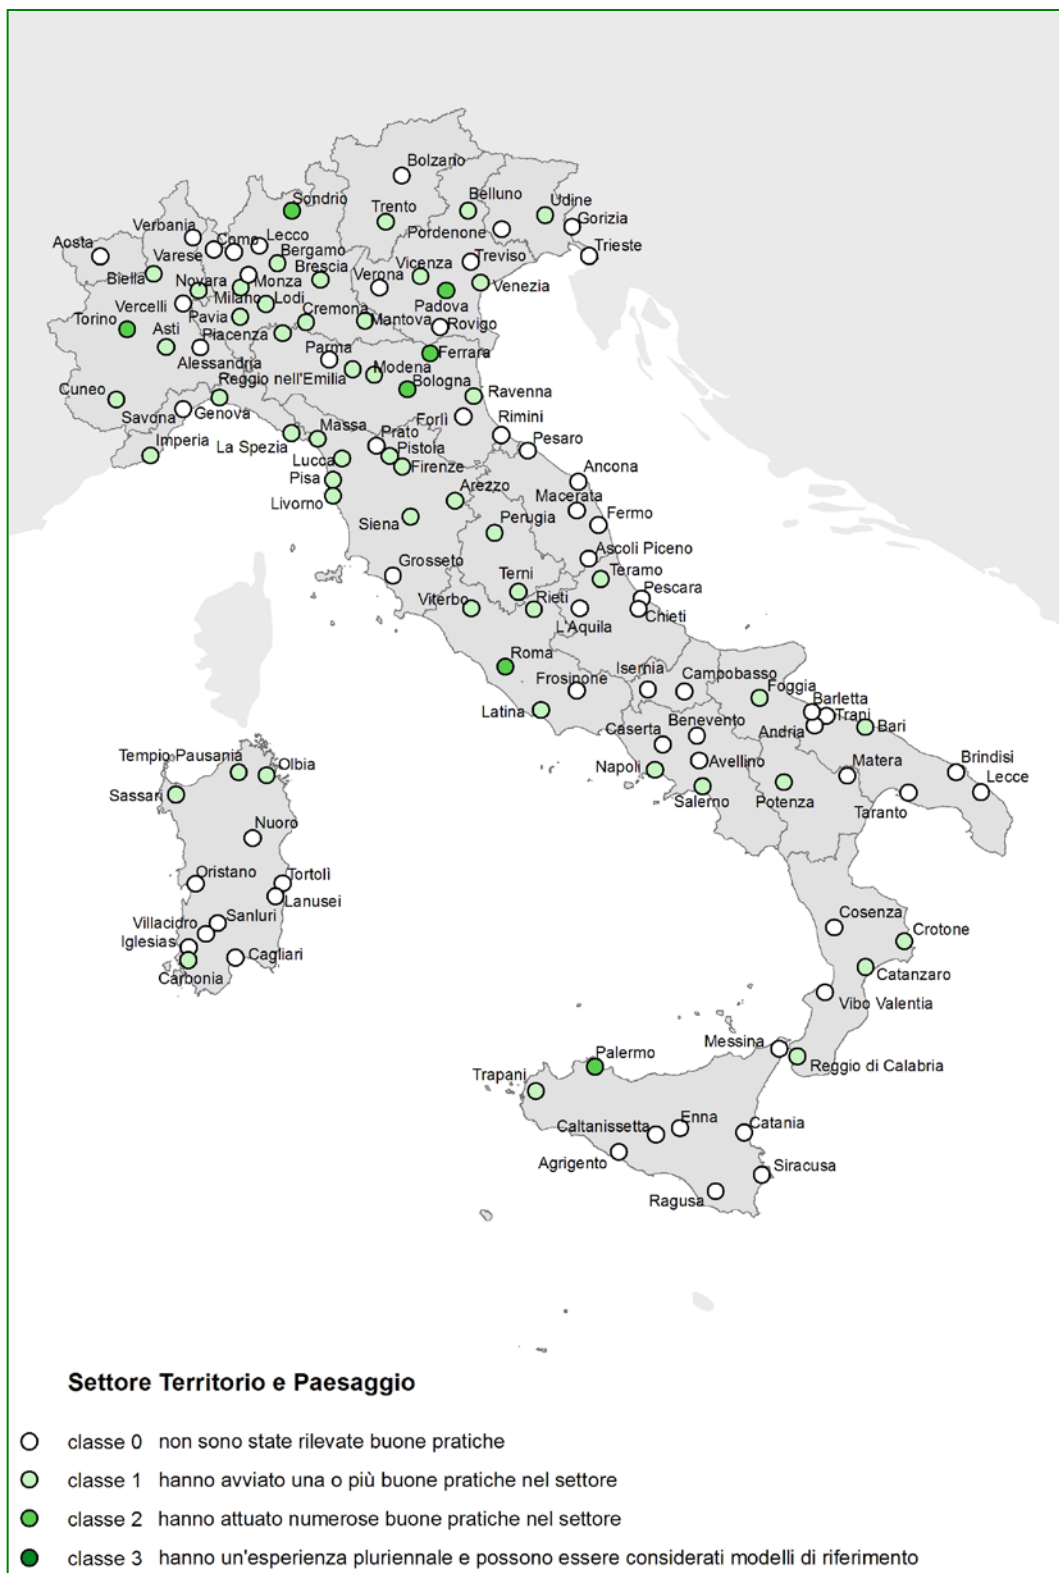 Bolzano
Sondrio
Belluno
Udine
Trento
Verbania
Pordenone
Gorizia
Aosta
Como
Lecco
Varese
Bergamo
Treviso
Trieste
Biella
Brescia
Verona
Vicenza
Novara
Monza
Venezia
Vercelli
Milano
Lodi
Cremona
Padova
Torino
Pavia
Mantova
Rovigo
Asti
Piacenza
Parma
Ferrara
Alessandria
Modena
Reggio nell'Emilia
Bologna
Cuneo
Ravenna
Savona
Genova
Forlì
Rimini
Massa
Imperia
La Spezia
Prato
Pistoia
Pesaro
Lucca
Firenze
Ancona
Pisa
Arezzo
Macerata
Livorno
Fermo
Siena
Perugia
Ascoli Piceno
Grosseto
Terni
Teramo
Pescara
Viterbo
Rieti
Chieti
L'Aquila
Roma
Isernia
Campobasso
Frosinone
Foggia
Barletta
Latina
Trani
Benevento
Caserta
Andria
Bari
Tempio Pausania
Olbia
Napoli
Avellino
Matera
Brindisi
Lecce
Sassari
Salerno
Potenza
Taranto
Nuoro
Oristano
Tortolì
Lanusei
Villacidro
Sanluri
Cosenza
Iglesias
Crotone
Cagliari
Carbonia
Catanzaro
Vibo Valentia
Messina
Palermo
Reggio di Calabria
Trapani
Caltanissetta
Enna
Catania
Agrigento
Siracusa
Ragusa
Settore Territorio e Paesaggio
classe 0 non sono state rilevate buone pratiche
classe 1 hanno avviato una o più buone pratiche nel settore
classe 2 hanno attuato numerose buone pratiche nel settore
classe 3 hanno un'esperienza pluriennale e possono essere considerati modelli di riferimento